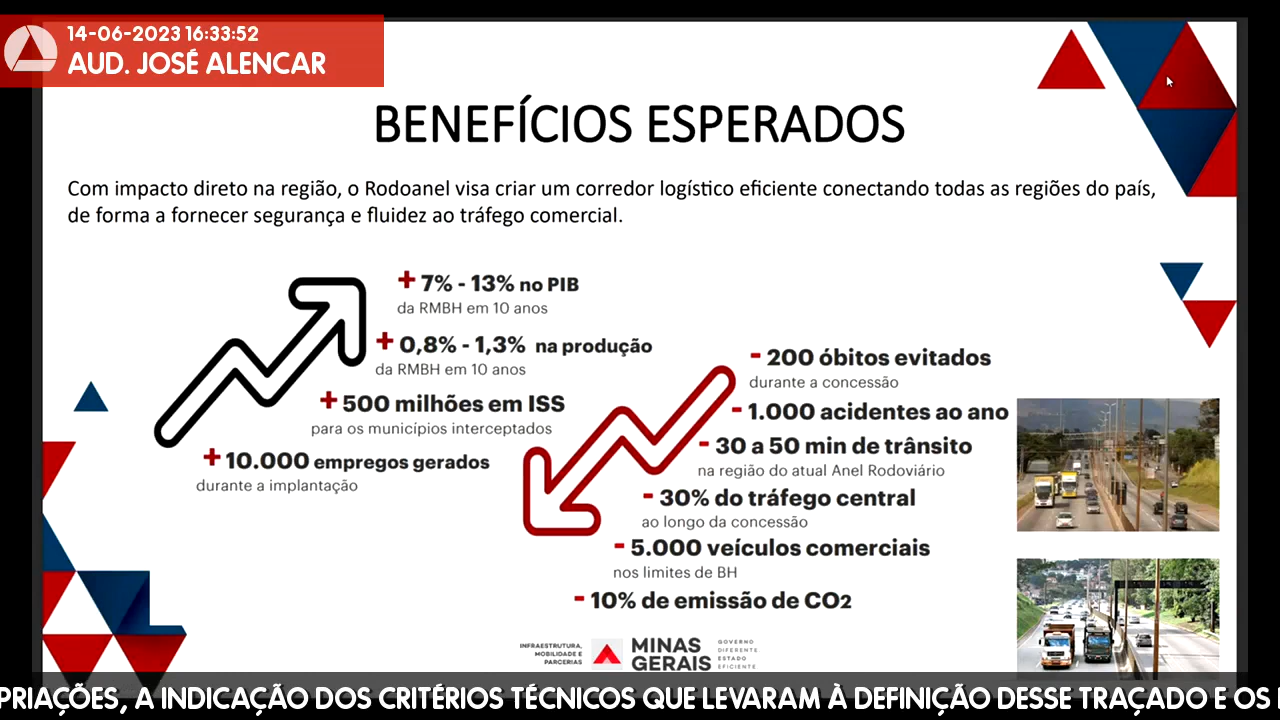 14-06-2023 16:33:52
AUD. JOSÉ ALENCAR
BENEFÍCIOS ESPERADOS
Com impacto direto na região, o Rodoanel visa criar um corredor logístico eficiente conectando todas as regiões do país,
de forma a fornecer segurança e fluidez ao tráfego comercial.
+ 7% - 13% no PIB
da RMBH em 10 anos
+ 0,8% - 1,3% na produção
da RMBH em 10 anos
+ 500 milhões em ISS
para os municípios interceptados
+ 10.000 empregos gerados
durante a implantação
- 200 óbitos evitados
durante a concessão
- 1.000 acidentes ao ano
- 30 a 50 min de trânsito
na região do atual Anel Rodoviário
- 30% do tráfego central
ao longo da concessão
- 5.000 veículos comerciais
nos limites de BH
- 10% de emissão de CO2
INFRAESTRUTURA,
MOBILIDADE E
PARCERIAS
MINAS
GERAIS
GOVERNO
DIFERENTE
ESTADO
EFICIENTE
PRIAÇÕES, A INDICAÇÃO DOS CRITÉRIOS TÉCNICOS QUE LEVARAM À DEFINIÇÃO DESSE TRAÇADO E OS